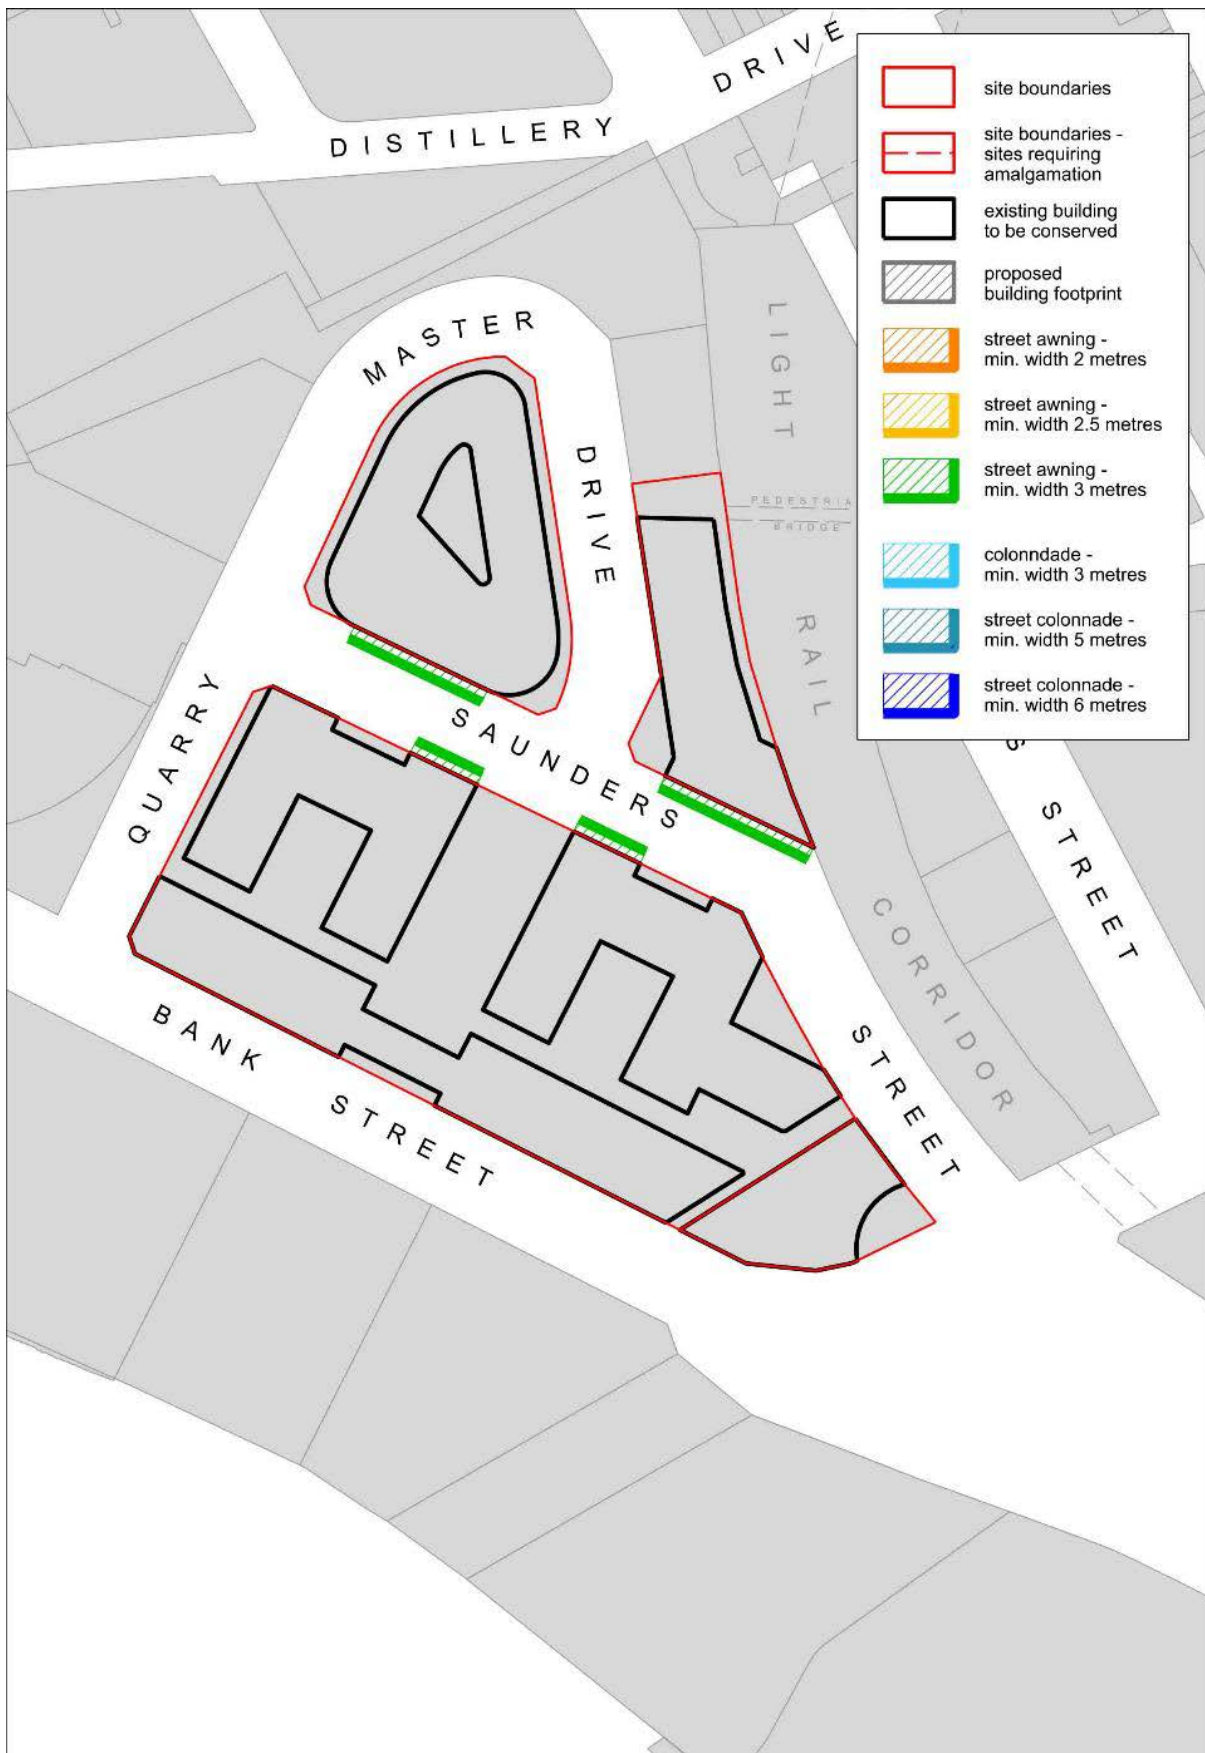 DISTILLERY DRIVE
site boundaries
site boundaries -
sites requiring
amalgamation
existing building
to be conserved
proposed
building footprint
street awning -
min. width 2 metres
street awning -
min. width 2.5 metres
street awning -
min. width 3 metres
colonndade -
min. width 3 metres
street colonnade -
min. width 5 metres
street colonnade -
min. width 6 metres
QUARRY MASTER DRIVE
LIGHT RAIL CORRIDOR
PEDESTRIA
BRIDGE
SAUNDERS STREET
S STREET
BANK STREET